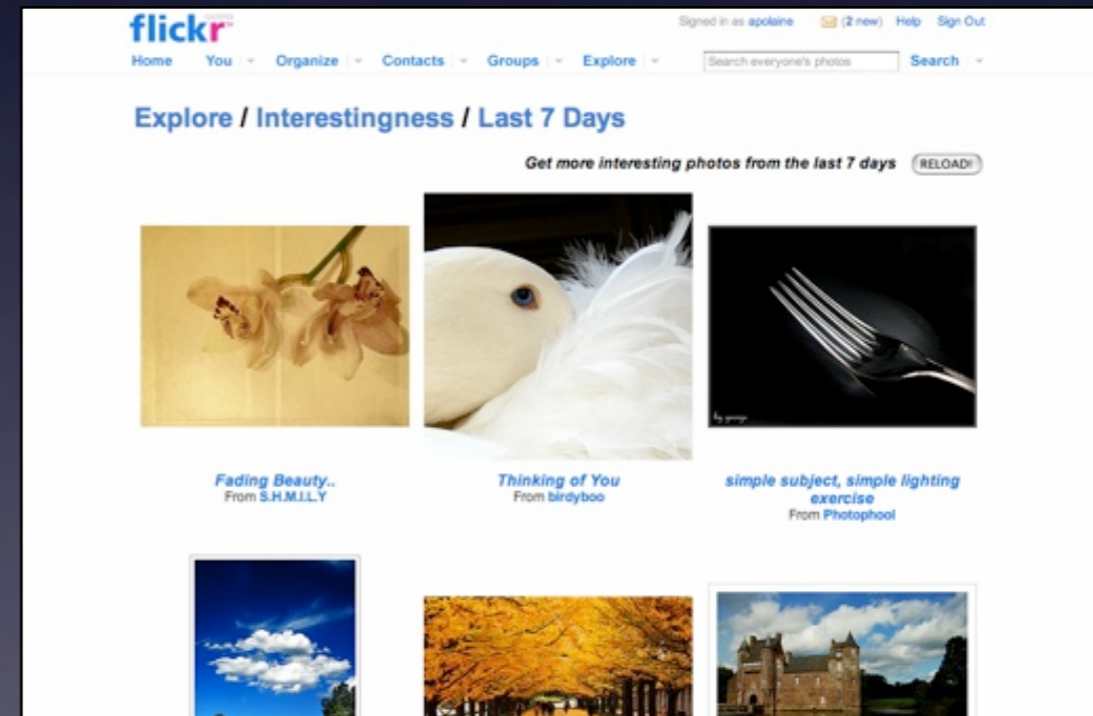 flickr
Signed in as apolaine (2 new) Help Sign Out
Home You Organize Contacts Groups Explore Search everyone's photos Search
Explore / Interestingness / Last 7 Days
Get more interesting photos from the last 7 days RELOAD!
Fading Beauty..
From S.H.M.I.L.Y
Thinking of You
From birdyboo
simple subject, simple lighting
exercise
From Photophool